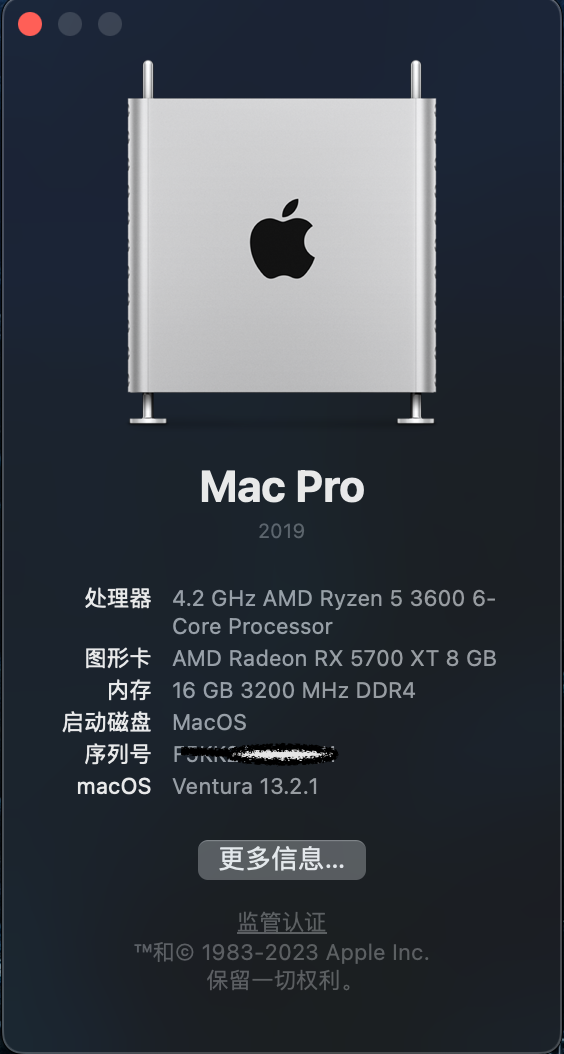 Mac Pro
2019
处理器 4.2 GHz AMD Ryzen 5 3600 6-
Core Processor
图形卡 AMD Radeon RX 5700 XT 8 GB
内存 16 GB 3200 MHz DDR4
启动磁盘 MacOS
序列号
macOS Ventura 13.2.1
更多信息...
监管认证
™和© 1983-2023 Apple Inc.
保留一切权利。